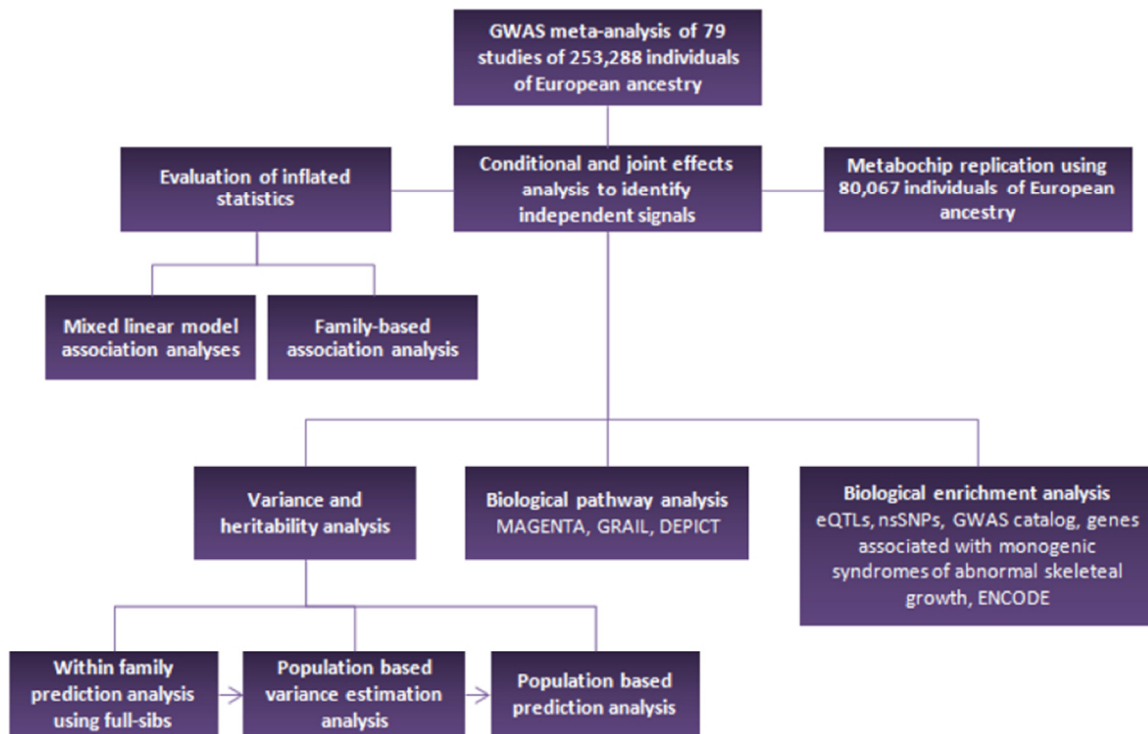 GWAS meta-analysis of 79
studies of 253,288 individuals
of European ancestry
Evaluation of inflated
statistics
Conditional and joint effects
analysis to identify
independent signals
Metabochip replication using
80,067 individuals of European
ancestry
Mixed linear model
association analyses
Family-based
association analysis
Variance and
heritability analysis
Biological pathway analysis
MAGENTA, GRAIL, DEPICT
Biological enrichment analysis
eQTLs, nsSNPs, GWAS catalog, genes
associated with monogenic
syndromes of abnormal skeleteal
growth, ENCODE
Within family
prediction analysis
using full-sibs
Population based
variance estimation
analysis
Population based
prediction analysis